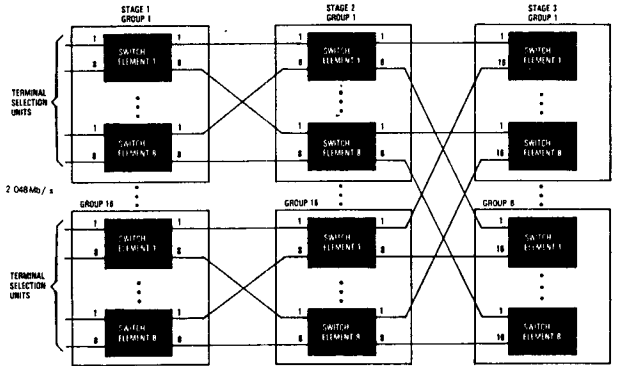 STAGE 1
GROUP 1
STAGE 2
GROUP 1
STAGE 3
GROUP 1
1 SWITCH ELEMENT 1 1
8 8
1 SWITCH ELEMENT 1 1
8 8
1 SWITCH ELEMENT 1
16
TERMINAL
SELECTION
UNITS
1 SWITCH ELEMENT 8 1
8 8
1 SWITCH ELEMENT 8 1
8 8
1 SWITCH ELEMENT 8
16
2 048 Mb/s
GROUP 16
GROUP 16
GROUP 8
1 SWITCH ELEMENT 1 1
8 8
1 SWITCH ELEMENT 1 1
8 8
1 SWITCH ELEMENT 1
16
TERMINAL
SELECTION
UNITS
1 SWITCH ELEMENT 8 1
8 8
1 SWITCH ELEMENT 8 1
8 8
1 SWITCH ELEMENT 8
16